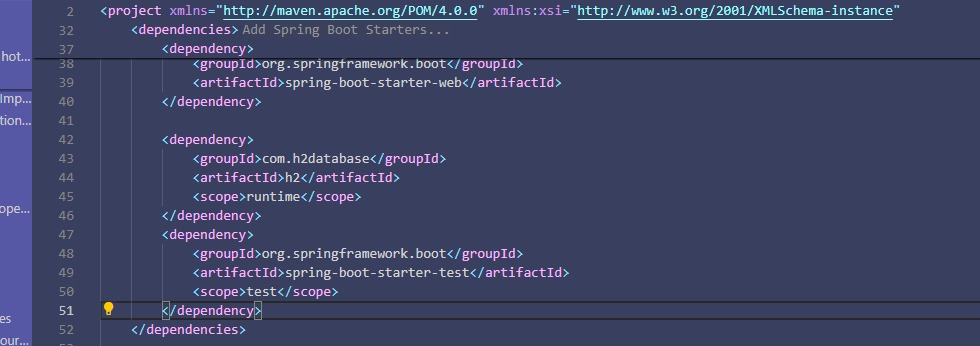 2 <project xmlns="http://maven.apache.org/POM/4.0.0" xmlns:xsi="http://www.w3.org/2001/XMLSchema-instance"
32 <dependencies> Add Spring Boot Starters...
37 <dependency>
hot...
38 <groupId>org.springframework.boot</groupId>
39 <artifactId>spring-boot-starter-web</artifactId>
Imp...
40 </dependency>
tion...
41
42 <dependency>
43 <groupId>com.h2database</groupId>
44 <artifactId>h2</artifactId>
45 <scope>runtime</scope>
ope...
46 </dependency>
47 <dependency>
48 <groupId>org.springframework.boot</groupId>
49 <artifactId>spring-boot-starter-test</artifactId>
50 <scope>test</scope>
51 </dependency>
es
52 </dependencies>
our...